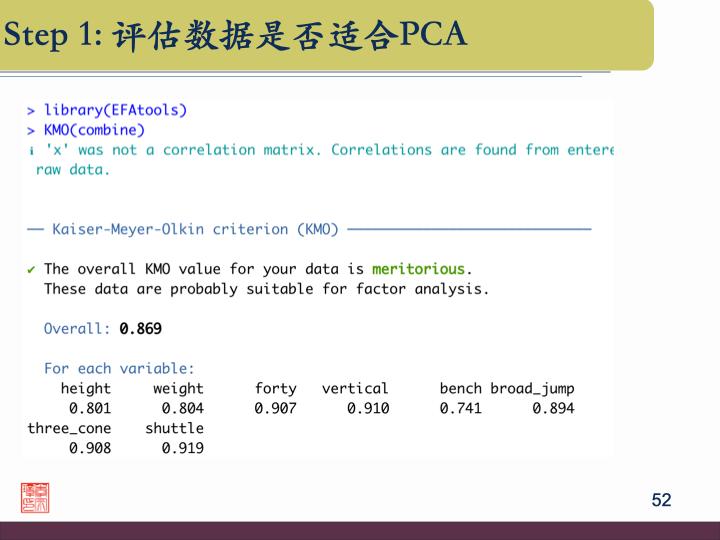 Step 1: 评估数据是否适合PCA
> library(EFAtools)
> KMO(combine)
ℹ 'x' was not a correlation matrix. Correlations are found from entere
raw data.
── Kaiser-Meyer-Olkin criterion (KMO) ─────────────────────────────
✔ The overall KMO value for your data is meritorious.
These data are probably suitable for factor analysis.
Overall: 0.869
For each variable:
height weight forty vertical bench broad_jump
0.801 0.804 0.907 0.910 0.741 0.894
three_cone shuttle
0.908 0.919
52